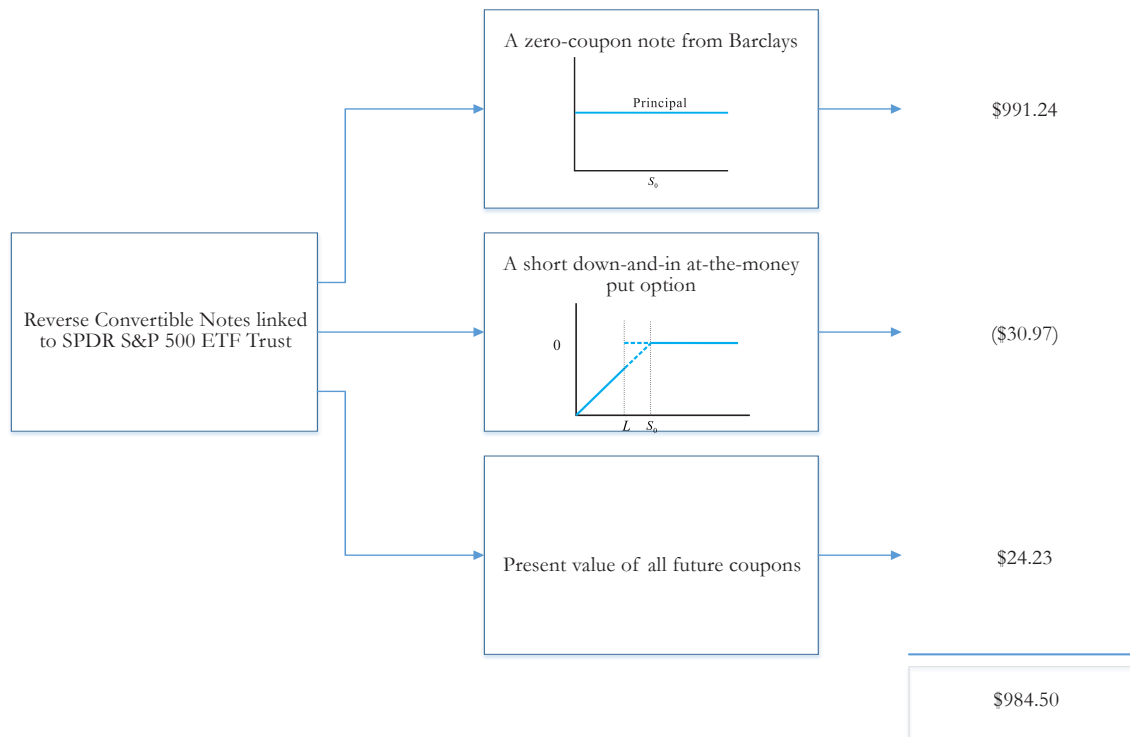 A zero-coupon note from Barclays
Principal
S₀
$991.24
Reverse Convertible Notes linked
to SPDR S&P 500 ETF Trust
A short down-and-in at-the-money
put option
0
L S₀
($30.97)
Present value of all future coupons
$24.23
$984.50